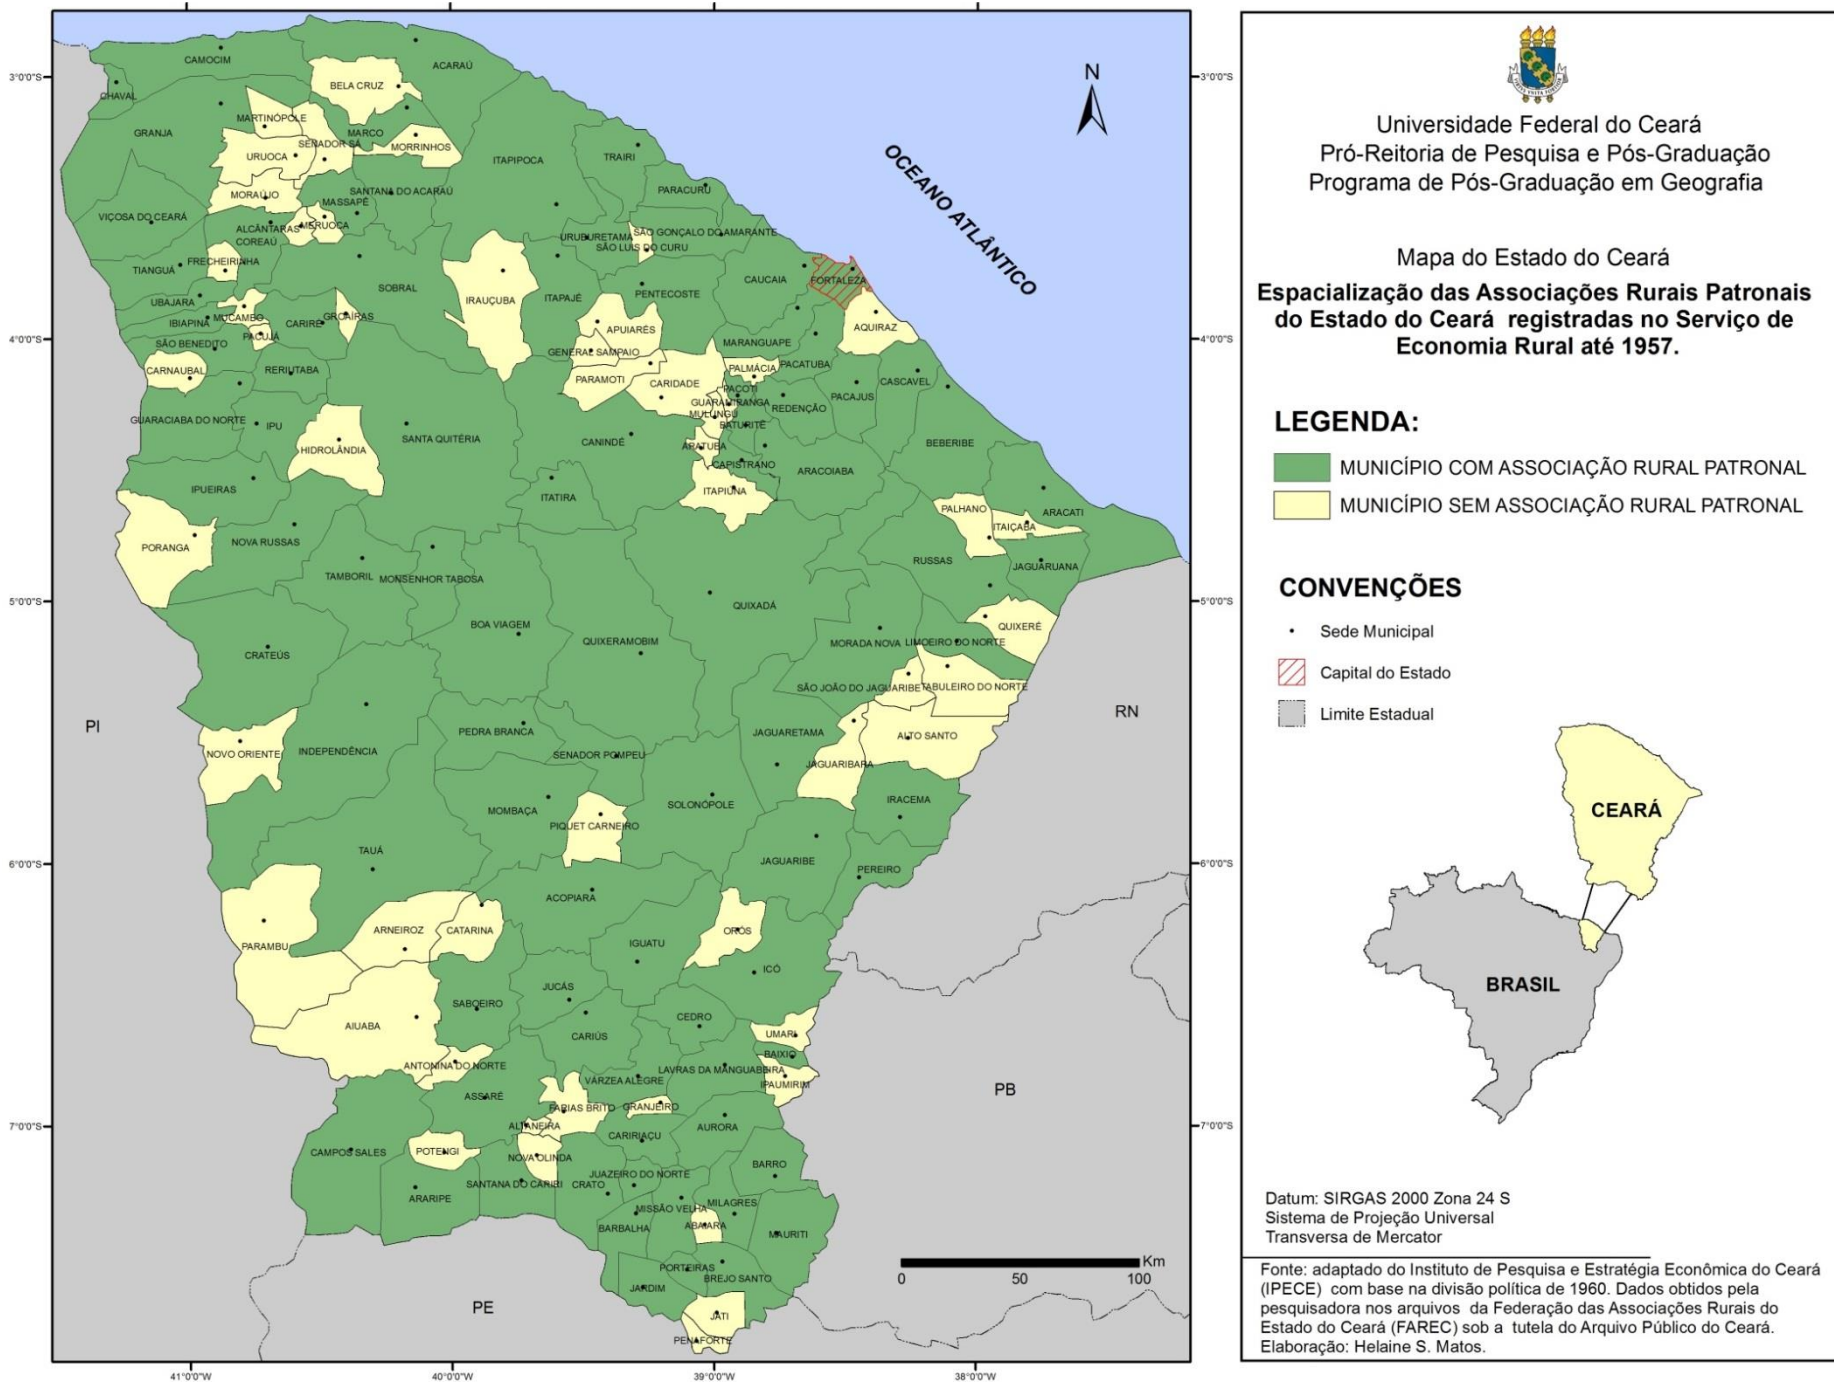 3°0'0"S
4°0'0"S
5°0'0"S
6°0'0"S
7°0'0"S
3°0'0"S
4°0'0"S
5°0'0"S
6°0'0"S
7°0'0"S
41°0'0"W
40°0'0"W
39°0'0"W
38°0'0"W
N
OCEANO ATLÂNTICO
PI
RN
PB
PE
CAMOCIM
ACARAÚ
CHAVAL
BELA CRUZ
GRANJA
MARTINÓPOLE
MARCO
SENADOR SÁ
MORRINHOS
URUOCA
ITAPIPOCA
TRAIRI
MORAÚJO
SANTANA DO ACARAÚ
MASSAPÊ
PARACURU
VIÇOSA DO CEARÁ
ALCÂNTARAS
MERUOCA
COREAÚ
URUBURETAMA
SÃO GONÇALO DO AMARANTE
SÃO LUIS DO CURU
FRECHEIRINHA
TIANGUÁ
SOBRAL
IRAUÇUBA
ITAPAJÉ
PENTECOSTE
CAUCAIA
FORTALEZA
UBAJARA
IBIAPINA
MUCAMBO
CARIRÉ
GROAÍRAS
APUIARÉS
AQUIRAZ
PACUJÁ
SÃO BENEDITO
GENERAL SAMPAIO
MARANGUAPE
CARNAUBAL
RERIUTABA
PARAMOTI
CARIDADE
PALMÁCIA
PACATUBA
PACOTI
GUARAMIRANGA
CASCAVEL
PACAJUS
REDENÇÃO
MULUNGU
GUARACIABA DO NORTE
IPU
BATURITÉ
SANTA QUITÉRIA
CANINDÉ
HIDROLÂNDIA
ARATUBA
CAPISTRANO
BEBERIBE
ARACOIABA
IPUEIRAS
ITATIRA
ITAPIÚNA
PALHANO
ARACATI
ITAIÇABA
PORANGA
NOVA RUSSAS
RUSSAS
JAGUARUANA
TAMBORIL
MONSENHOR TABOSA
QUIXADÁ
BOA VIAGEM
QUIXERAMOBIM
QUIXERÉ
MORADA NOVA
LIMOEIRO DO NORTE
CRATEÚS
SÃO JOÃO DO JAGUARIBE
TABULEIRO DO NORTE
NOVO ORIENTE
INDEPENDÊNCIA
PEDRA BRANCA
SENADOR POMPEU
JAGUARETAMA
ALTO SANTO
JAGUARIBARA
MOMBAÇA
SOLONÓPOLE
IRACEMA
PIQUET CARNEIRO
TAUÁ
JAGUARIBE
PEREIRO
ACOPIARA
PARAMBU
ARNEIROZ
CATARINA
IGUATU
ORÓS
ICÓ
SABOEIRO
JUCÁS
AIUABA
CEDRO
CARIÚS
UMARI
BAIXIO
ANTONINA DO NORTE
LAVRAS DA MANGUABEIRA
VÁRZEA ALEGRE
IPAUMIRIM
ASSARÉ
FARIAS BRITO
GRANJEIRO
ALTANEIRA
CARIRIAÇU
AURORA
CAMPOS SALES
POTENGI
NOVA OLINDA
JUAZEIRO DO NORTE
BARRO
SANTANA DO CARIRI
CRATO
ARARIPE
MISSÃO VELHA
MILAGRES
BARBALHA
ABAIARA
MAURITI
PORTEIRAS
BREJO SANTO
JARDIM
JATI
PENAFORTE
0 50 100 Km
Universidade Federal do Ceará
Pró-Reitoria de Pesquisa e Pós-Graduação
Programa de Pós-Graduação em Geografia
Mapa do Estado do Ceará
Espacialização das Associações Rurais Patronais
do Estado do Ceará registradas no Serviço de
Economia Rural até 1957.
LEGENDA:
MUNICÍPIO COM ASSOCIAÇÃO RURAL PATRONAL
MUNICÍPIO SEM ASSOCIAÇÃO RURAL PATRONAL
CONVENÇÕES
Sede Municipal
Capital do Estado
Limite Estadual
CEARÁ
BRASIL
Datum: SIRGAS 2000 Zona 24 S
Sistema de Projeção Universal
Transversa de Mercator
Fonte: adaptado do Instituto de Pesquisa e Estratégia Econômica do Ceará
(IPECE) com base na divisão política de 1960. Dados obtidos pela
pesquisadora nos arquivos da Federação das Associações Rurais do
Estado do Ceará (FAREC) sob a tutela do Arquivo Público do Ceará.
Elaboração: Helaine S. Matos.